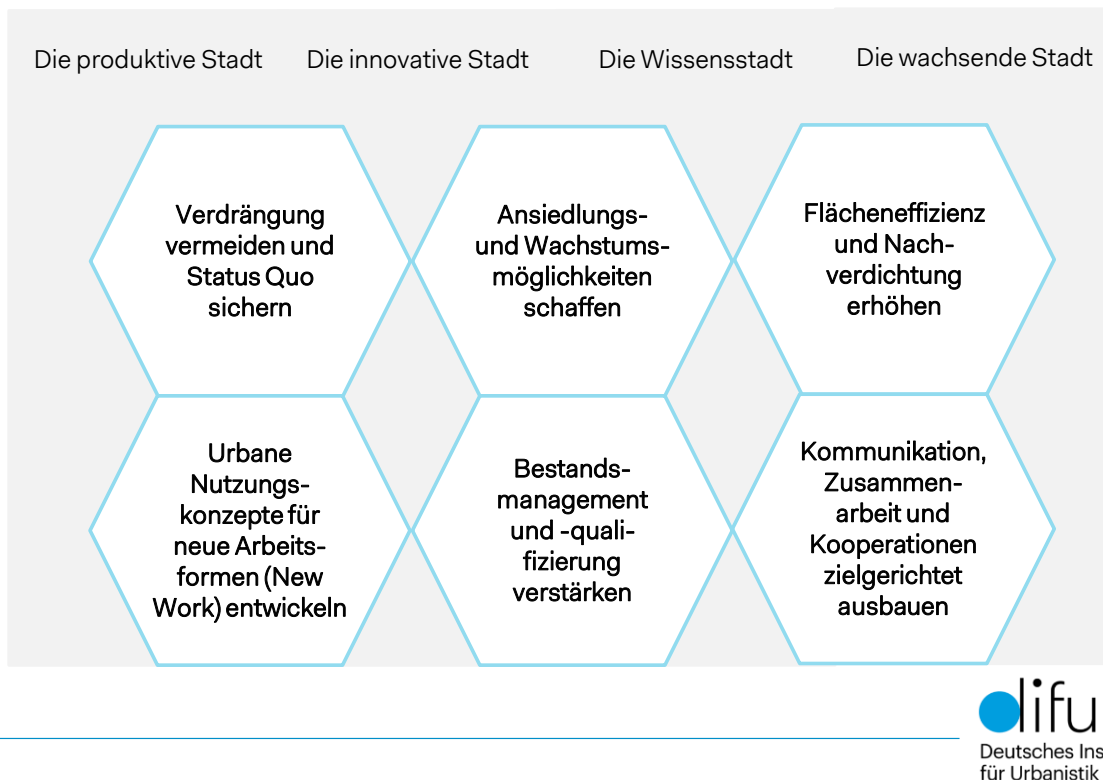 Die produktive Stadt
Die innovative Stadt
Die Wissensstadt
Die wachsende Stadt
Verdrängung
vermeiden und
Status Quo
sichern
Ansiedlungs-
und Wachstums-
möglichkeiten
schaffen
Flächeneffizienz
und Nach-
verdichtung
erhöhen
Urbane
Nutzungs-
konzepte für
neue Arbeits-
formen (New
Work) entwickeln
Bestands-
management
und -quali-
fizierung
verstärken
Kommunikation,
Zusammen-
arbeit und
Kooperationen
zielgerichtet
ausbauen
difu
Deutsches Ins
für Urbanistik